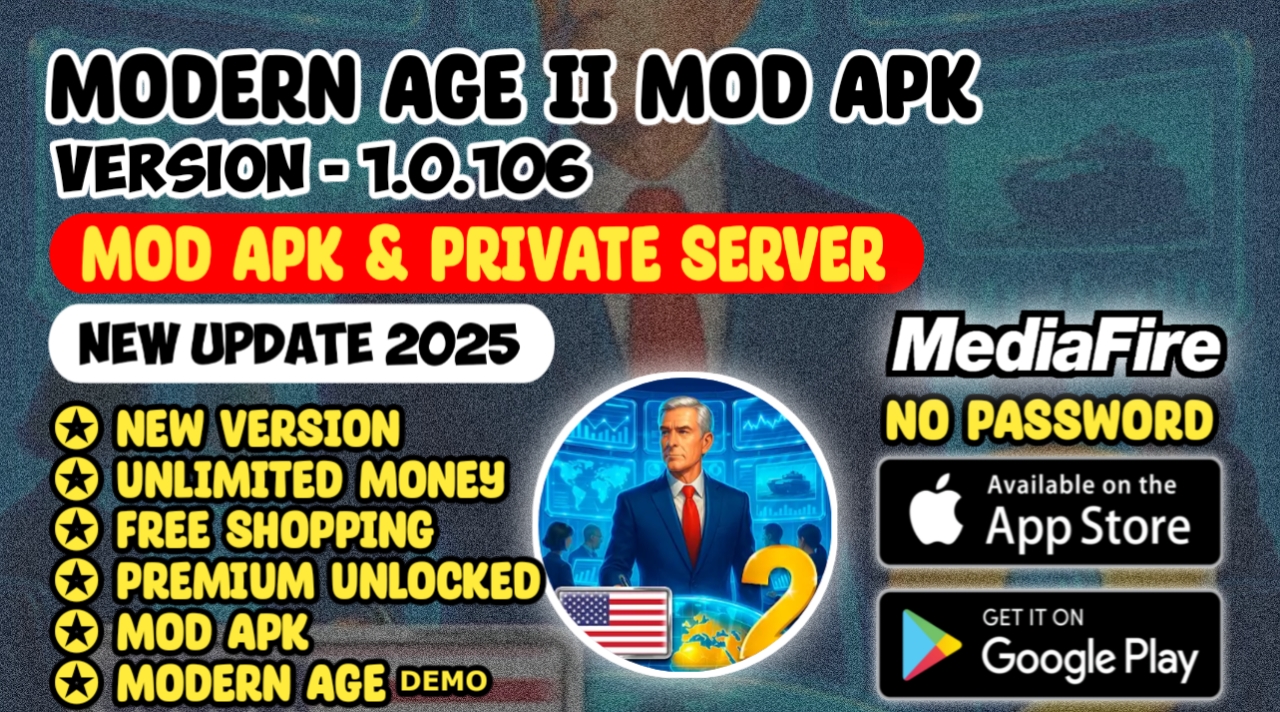 MODERN AGE II MOD APK
VERSION - 1.0.106
MOD APK & PRIVATE SERVER
NEW UPDATE 2025
NEW VERSION
UNLIMITED MONEY
FREE SHOPPING
PREMIUM UNLOCKED
MOD APK
MODERN AGE DEMO
2
MediaFire
NO PASSWORD
Available on the
App Store
GET IT ON
Google Play